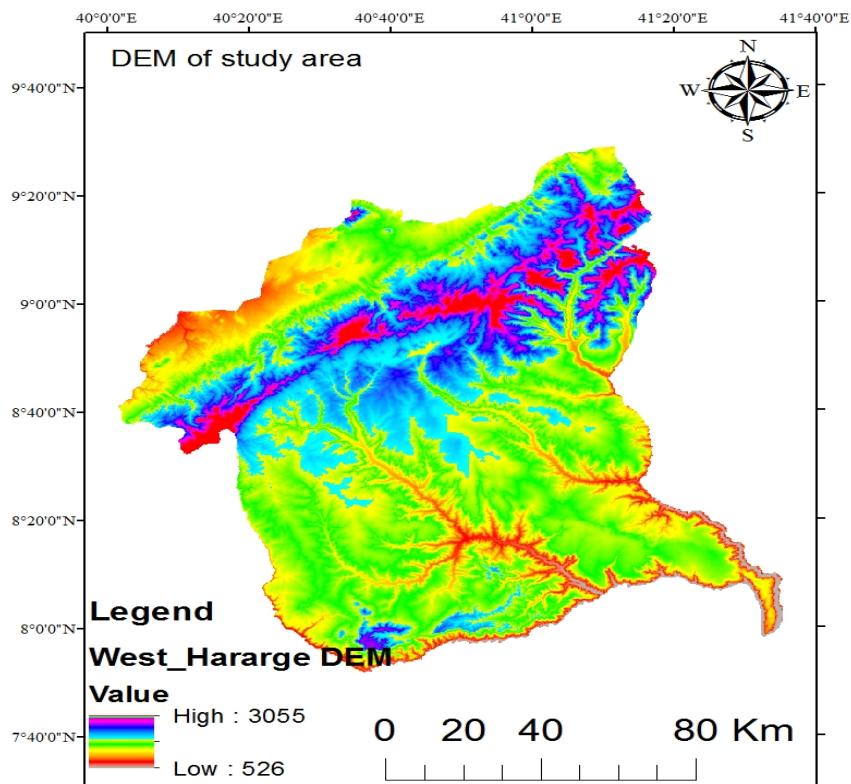 40°0'0"E 40°20'0"E 40°40'0"E 41°0'0"E 41°20'0"E 41°40'0"E
DEM of study area
N
W E
S
9°40'0"N
9°20'0"N
9°0'0"N
8°40'0"N
8°20'0"N
8°0'0"N
7°40'0"N
Legend
West_Hararge DEM
Value
High : 3055
Low : 526
0 20 40 80 Km